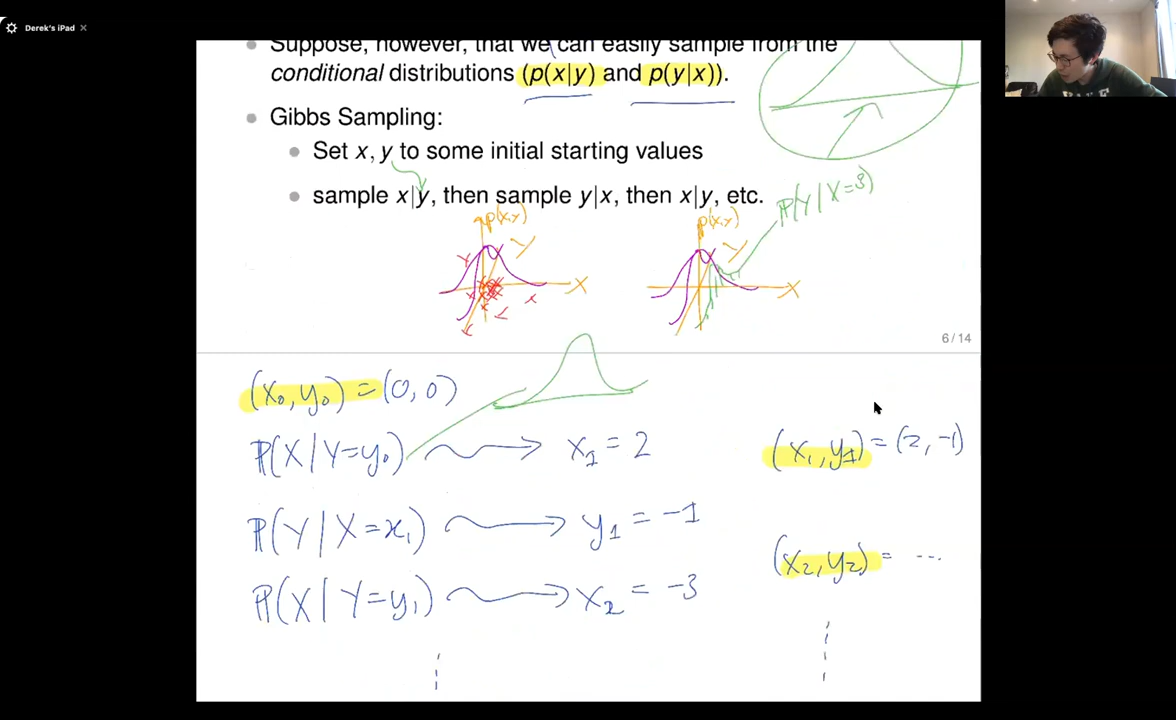 Derek's iPad
Suppose, however, that we can easily sample from the
conditional distributions (p(x|y) and p(y|x)).
Gibbs Sampling:
Set x, y to some initial starting values
sample x|y, then sample y|x, then x|y, etc.
P(Y|X=3)
p(x,y)
Y
X
p(x,y)
Y
X
6 / 14
(x₀, y₀) = (0, 0)
P(X|Y=y₀) → x₁ = 2
(x₁, y₁) = (2, -1)
P(Y|X=x₁) → y₁ = -1
(x₂, y₂) = ...
P(X|Y=y₁) → x₂ = -3